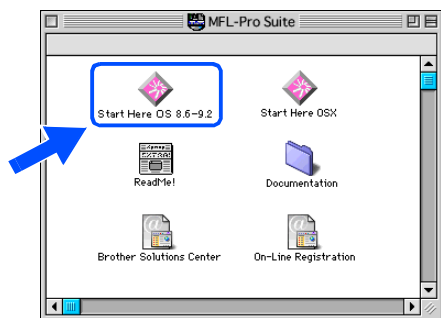 MFL-Pro Suite
Start Here OS 8.6-9.2
Start Here OSX
EXTRA!
ReadMe!
Documentation
Brother Solutions Center
On-Line Registration